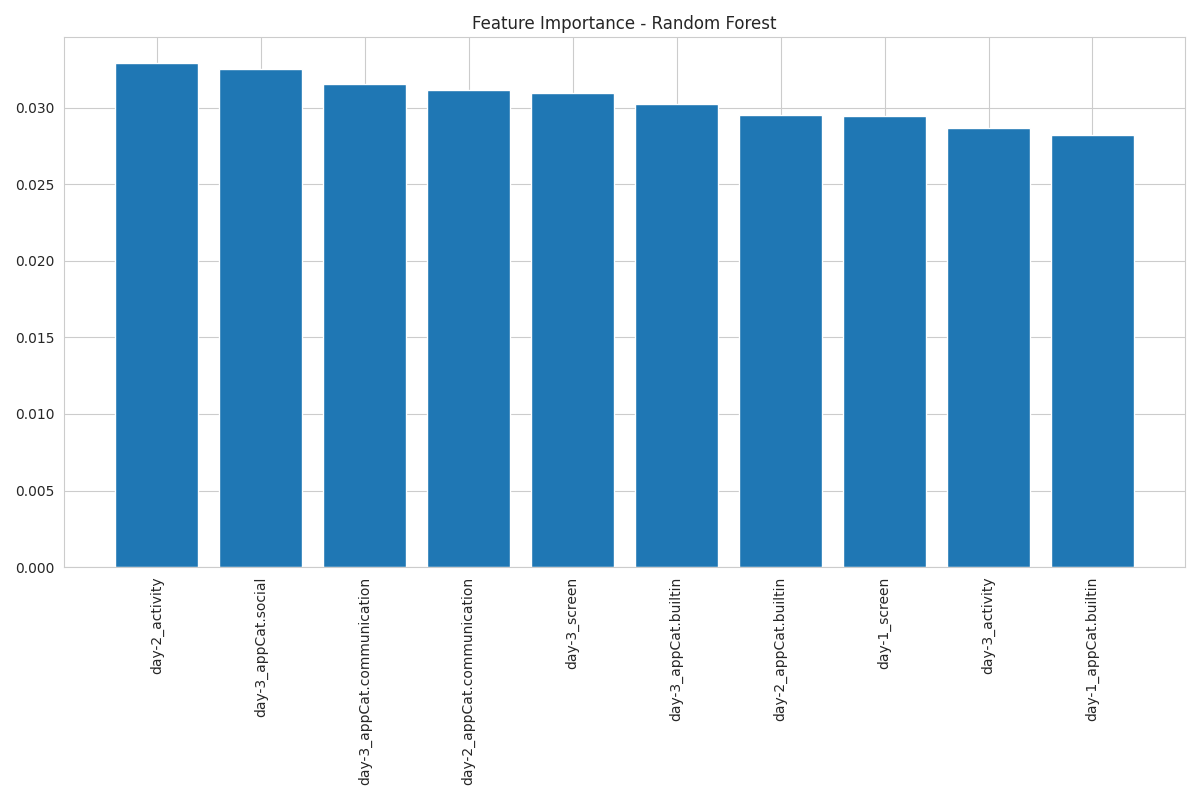 Feature Importance - Random Forest
0.030
0.025
0.020
0.015
0.010
0.005
0.000
day-2_activity
day-3_appCat.social
day-3_appCat.communication
day-2_appCat.communication
day-3_screen
day-3_appCat.builtin
day-2_appCat.builtin
day-1_screen
day-3_activity
day-1_appCat.builtin